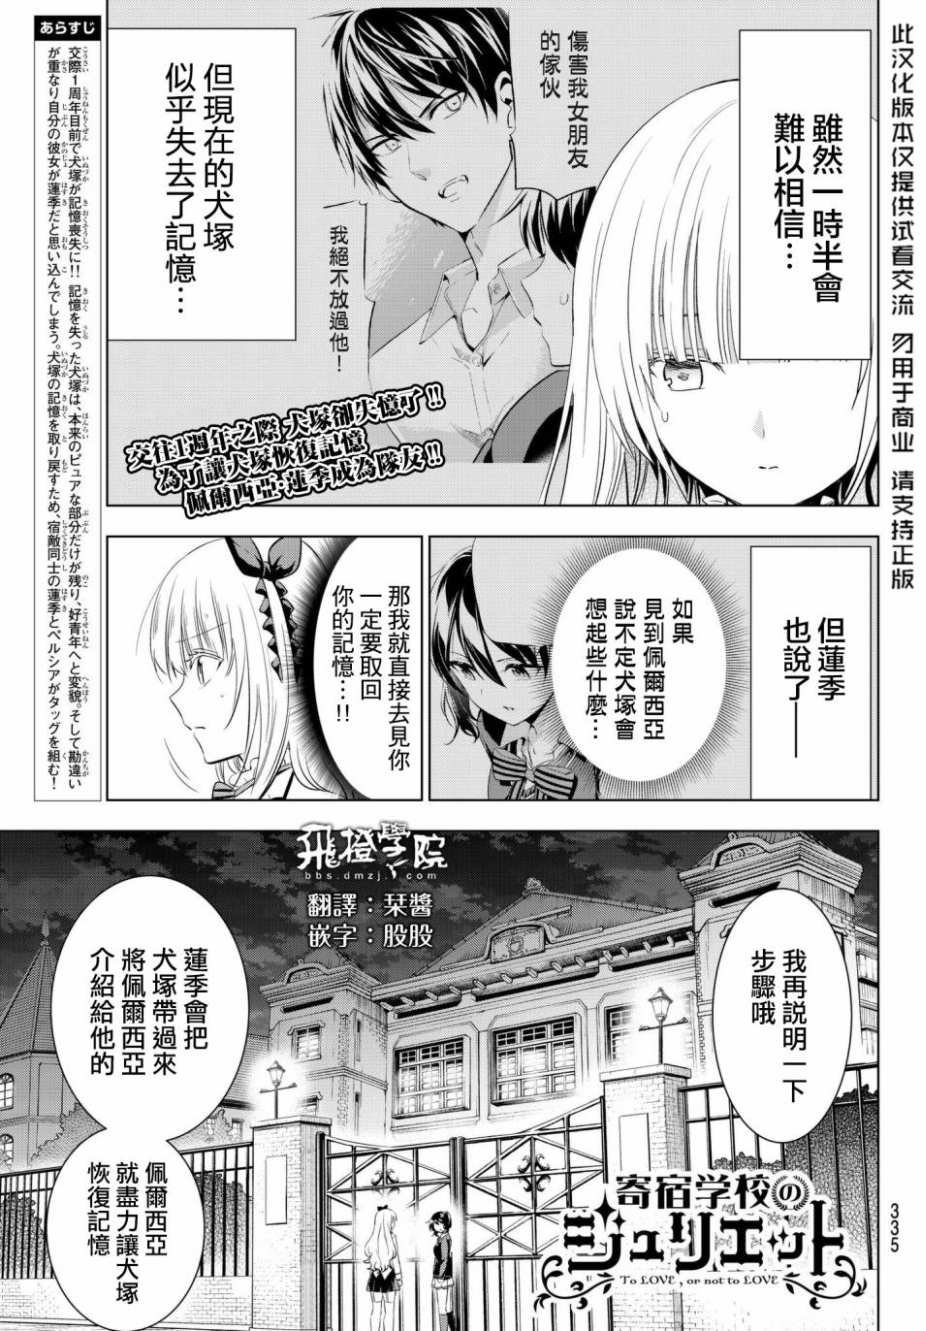 雖然一時半會
難以相信…
傷害我女朋友
的傢伙
我絕不放過他！
但現在的犬塚
似乎失去了記憶…
交往1週年之際 犬塚卻失憶了!!
為了讓犬塚恢復記憶
佩爾西亞·蓮季成為隊友!!
但蓮季
也說了——
如果
見到佩爾西亞
說不定犬塚會
想起些什麼…
那我就直接去見你
一定要取回
你的記憶…!!
我再説明一下
步驟哦
蓮季會把
犬塚帶過來
將佩爾西亞
介紹給他的
佩爾西亞
就盡力讓犬塚
恢復記憶
飛橙學院
bbs.dmzj.com
翻譯：栞醬
嵌字：股股
寄宿学校の
ジュリエット
To LOVE , or not to LOVE
335
此汉化版本仅提供试看交流 勿用于商业 请支持正版
あらすじ
交際1周年目前で犬塚が記憶喪失に!! 記憶を失った犬塚は、本来のピュアな部分だけが残り、好青年へと変貌。そして勘違い
が重なり自分の彼女が蓮季だと思い込んでしまう。犬塚の記憶を取り戻すため、宿敵同士の蓮季とペルシアがタッグを組む!